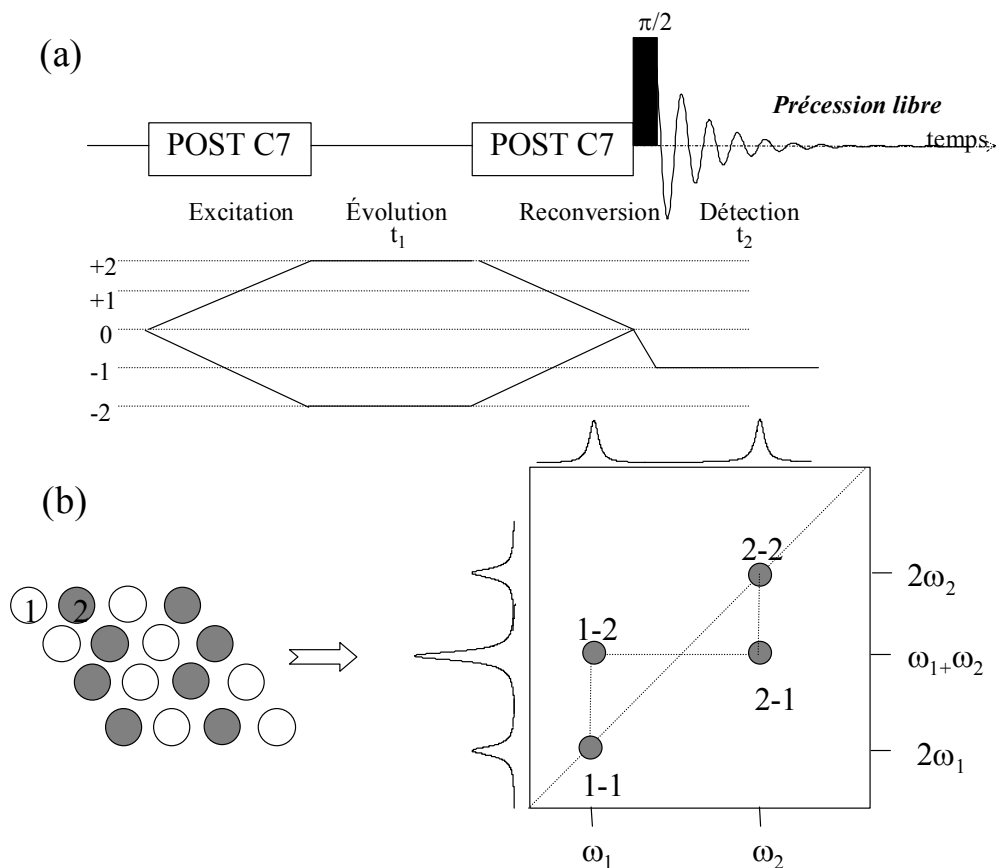 (a)
π/2
Précession libre
POST C7
POST C7
temps
Excitation
Évolution
t₁
Reconversion
Détection
t₂
+2
+1
0
-1
-2
(b)
1 2
2-2
2ω₂
1-2
ω₁₊ω₂
2-1
2ω₁
1-1
ω₁
ω₂